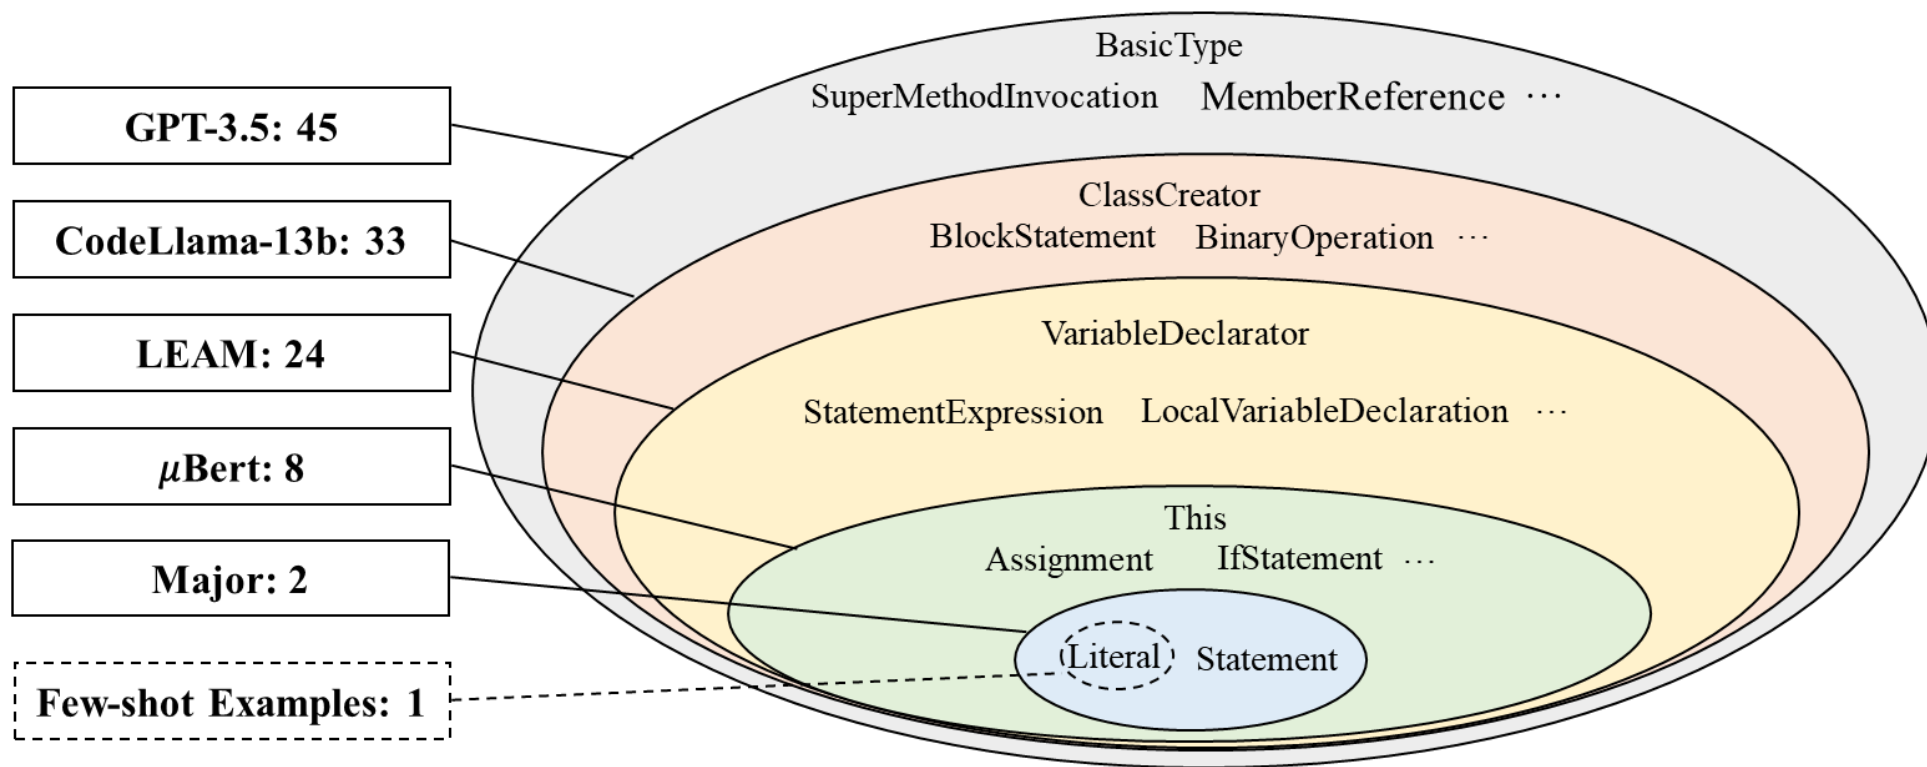 GPT-3.5: 45
CodeLlama-13b: 33
LEAM: 24
μBert: 8
Major: 2
Few-shot Examples: 1
BasicType
SuperMethodInvocation MemberReference ⋯
ClassCreator
BlockStatement BinaryOperation ⋯
VariableDeclarator
StatementExpression LocalVariableDeclaration ⋯
This
Assignment IfStatement ⋯
Literal Statement